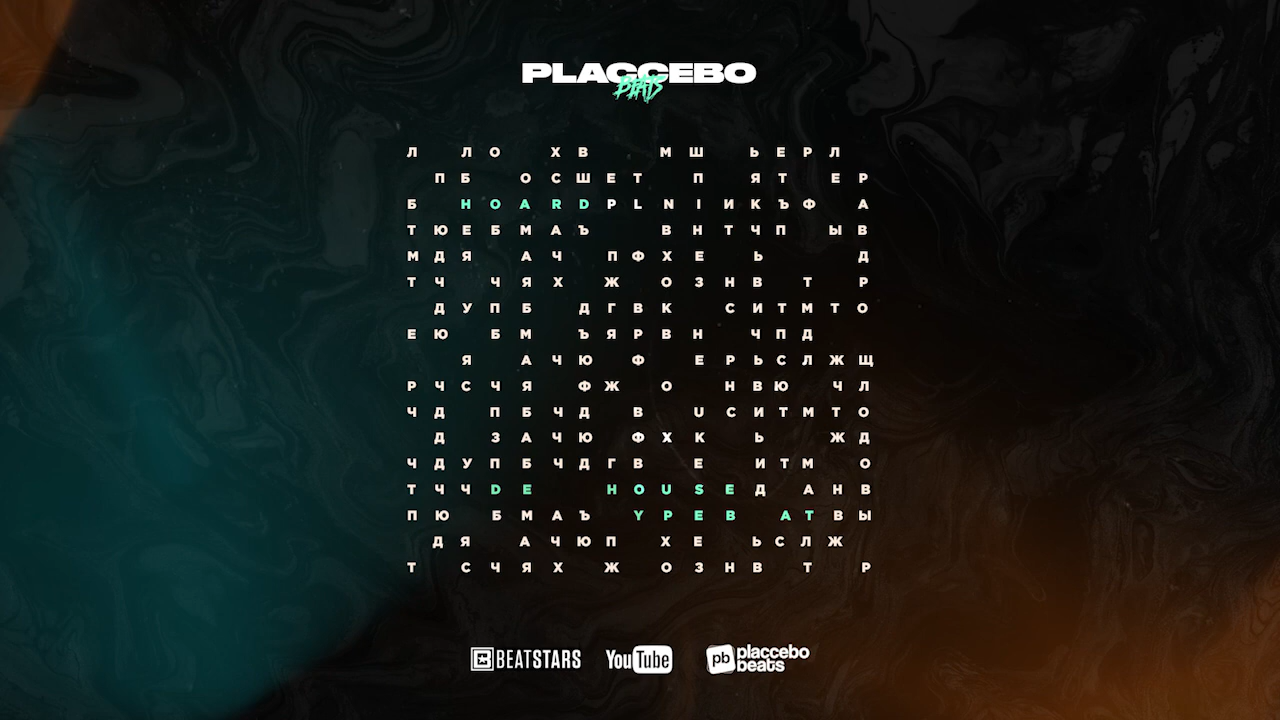 PLACCEBO
BEATS
Л ЛО ХВ МШ ЬЕРЛ
ПБ ОСШЕТ П ЯТ ЕР
Б HOARDPLNIИКЪФ А
ТЮЕБМАЪ ВНТЧП ЫВ
МДЯ АЧ ПФХЕ Ь Д
ТЧ ЧЯХ Ж ОЗНВ Т Р
ДУПБ ДГВК СИТМТО
ЕЮ БМ ЪЯРВН ЧПД
Я АЧЮ Ф ЕРЬСЛЖЩ
РЧСЧЯ ФЖ О НВЮ ЧЛ
ЧД ПБЧД В UСИТМТО
Д ЗАЧЮ ФХК Ь ЖД
ЧДУПБЧДГВ Е ИТМ О
ТЧЧDE HOUSEД АНВ
ПЮ БМАЪ YPEB ATВЫ
ДЯ АЧЮП ХЕ ЬСЛЖ
Т СЧЯХ Ж ОЗНВ Т Р
BEATSTARS YouTube pb placcebo beats